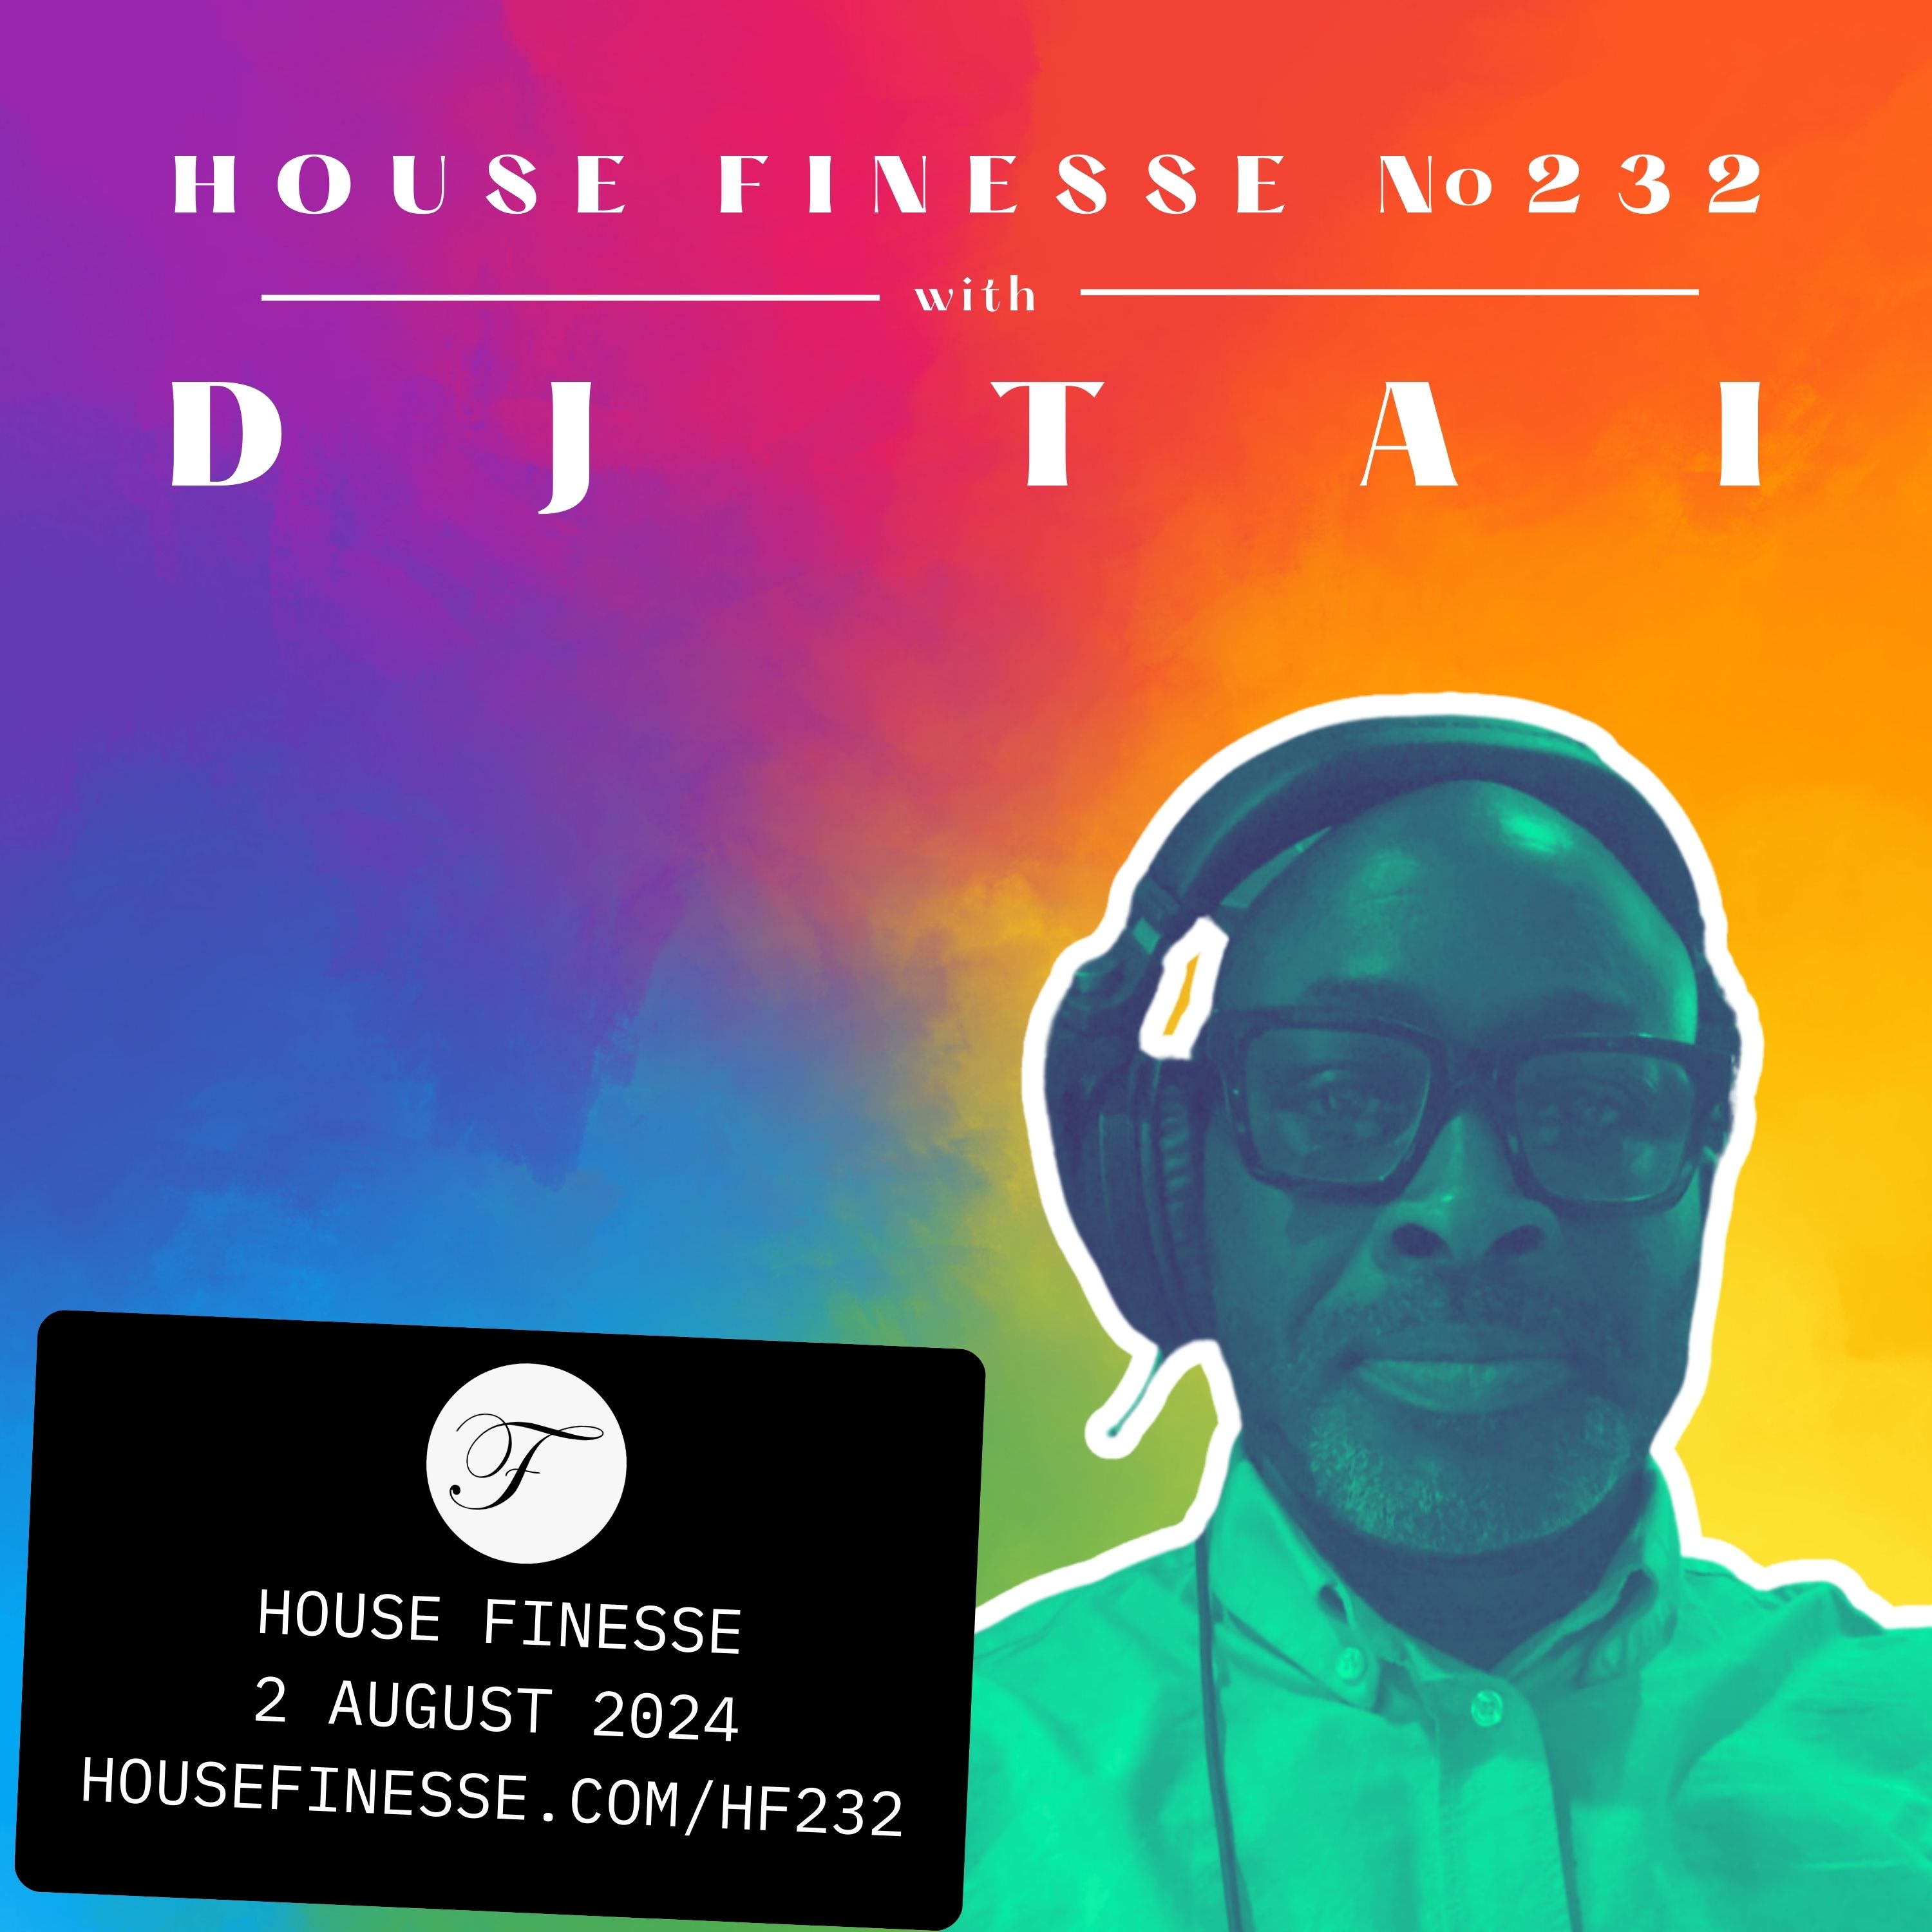 HOUSE FINESSE No232
with
DJ TAI
F
HOUSE FINESSE
2 AUGUST 2024
HOUSEFINESSE.COM/HF232